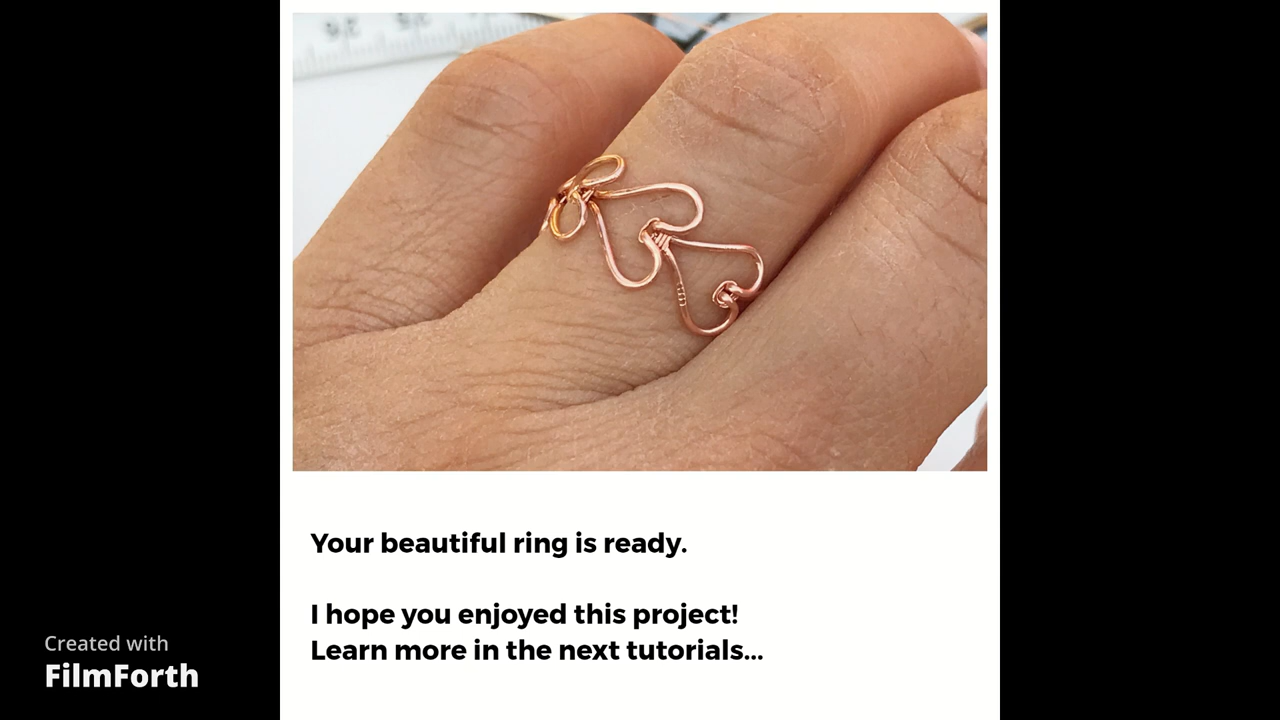 Your beautiful ring is ready.
I hope you enjoyed this project!
Learn more in the next tutorials...
Created with
FilmForth